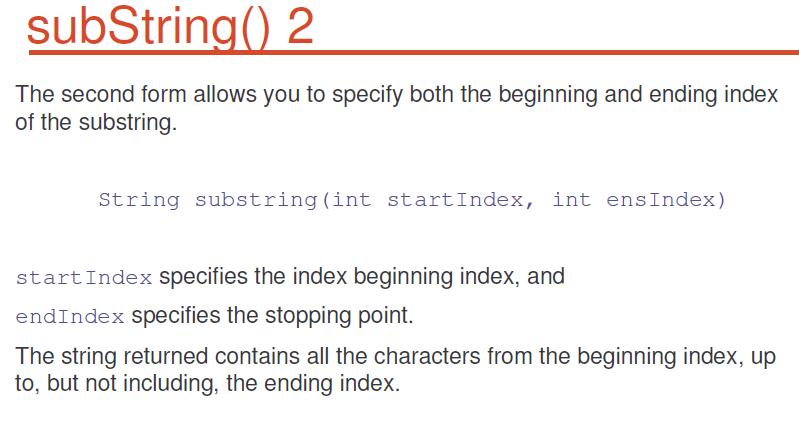 subString() 2
The second form allows you to specify both the beginning and ending index
of the substring.
String substring(int startIndex, int ensIndex)
startIndex specifies the index beginning index, and
endIndex specifies the stopping point.
The string returned contains all the characters from the beginning index, up
to, but not including, the ending index.